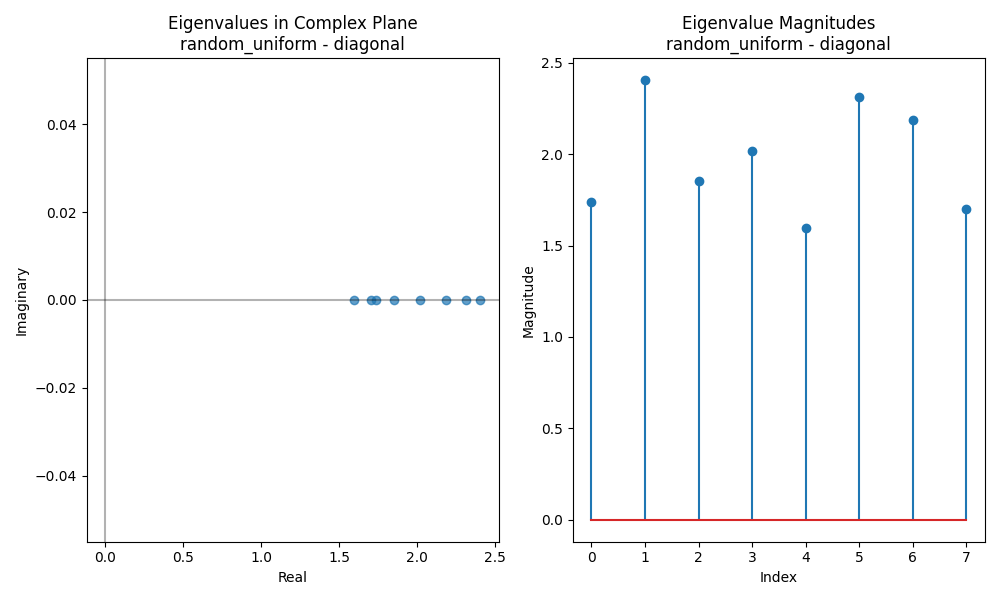 Eigenvalues in Complex Plane
random_uniform - diagonal
Imaginary
0.04
0.02
0.00
−0.02
−0.04
0.0 0.5 1.0 1.5 2.0 2.5
Real
Eigenvalue Magnitudes
random_uniform - diagonal
Magnitude
2.5
2.0
1.5
1.0
0.5
0.0
0 1 2 3 4 5 6 7
Index